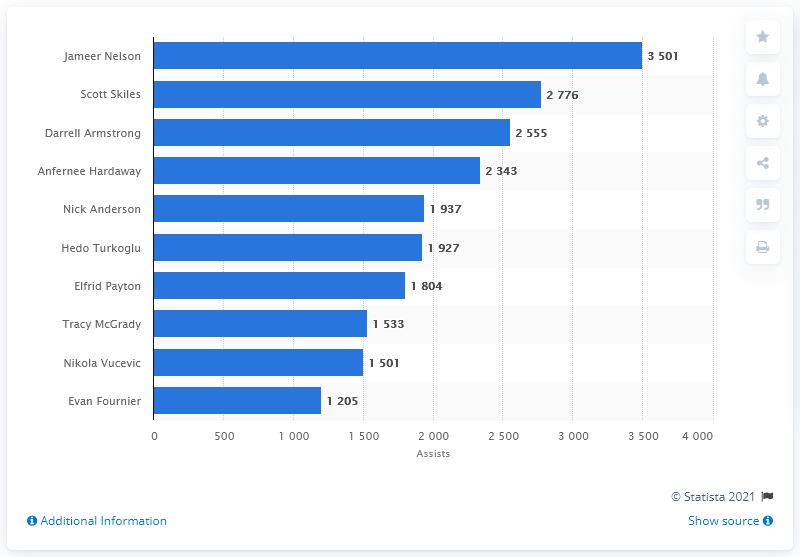 Jameer Nelson 3 501
Scott Skiles 2 776
Darrell Armstrong 2 555
Anfernee Hardaway 2 343
Nick Anderson 1 937
Hedo Turkoglu 1 927
Elfrid Payton 1 804
Tracy McGrady 1 533
Nikola Vucevic 1 501
Evan Fournier 1 205
0 500 1 000 1 500 2 000 2 500 3 000 3 500 4 000
Assists
© Statista 2021
Additional Information
Show source